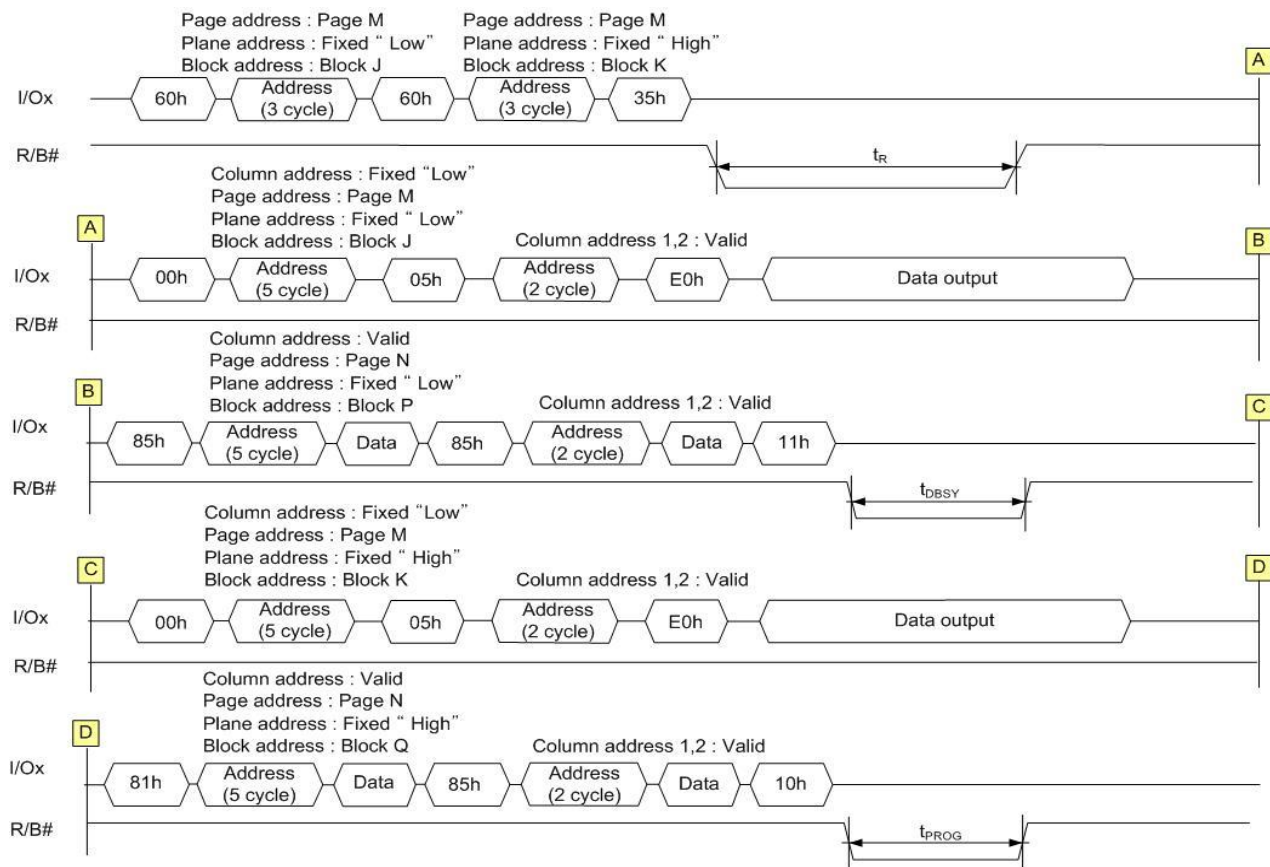 Page address : Page M
Plane address : Fixed “ Low”
Block address : Block J
Page address : Page M
Plane address : Fixed “ High”
Block address : Block K
A
I/Ox
60h
Address
(3 cycle)
60h
Address
(3 cycle)
35h
R/B#
tR
Column address : Fixed “Low”
Page address : Page M
Plane address : Fixed “ Low”
Block address : Block J
Column address 1,2 : Valid
A
B
I/Ox
00h
Address
(5 cycle)
05h
Address
(2 cycle)
E0h
Data output
R/B#
Column address : Valid
Page address : Page N
Plane address : Fixed “ Low”
Block address : Block P
Column address 1,2 : Valid
B
C
I/Ox
85h
Address
(5 cycle)
Data
85h
Address
(2 cycle)
Data
11h
R/B#
tDBSY
Column address : Fixed “Low”
Page address : Page M
Plane address : Fixed “ High”
Block address : Block K
Column address 1,2 : Valid
C
D
I/Ox
00h
Address
(5 cycle)
05h
Address
(2 cycle)
E0h
Data output
R/B#
Column address : Valid
Page address : Page N
Plane address : Fixed “ High”
Block address : Block Q
Column address 1,2 : Valid
D
I/Ox
81h
Address
(5 cycle)
Data
85h
Address
(2 cycle)
Data
10h
R/B#
tPROG